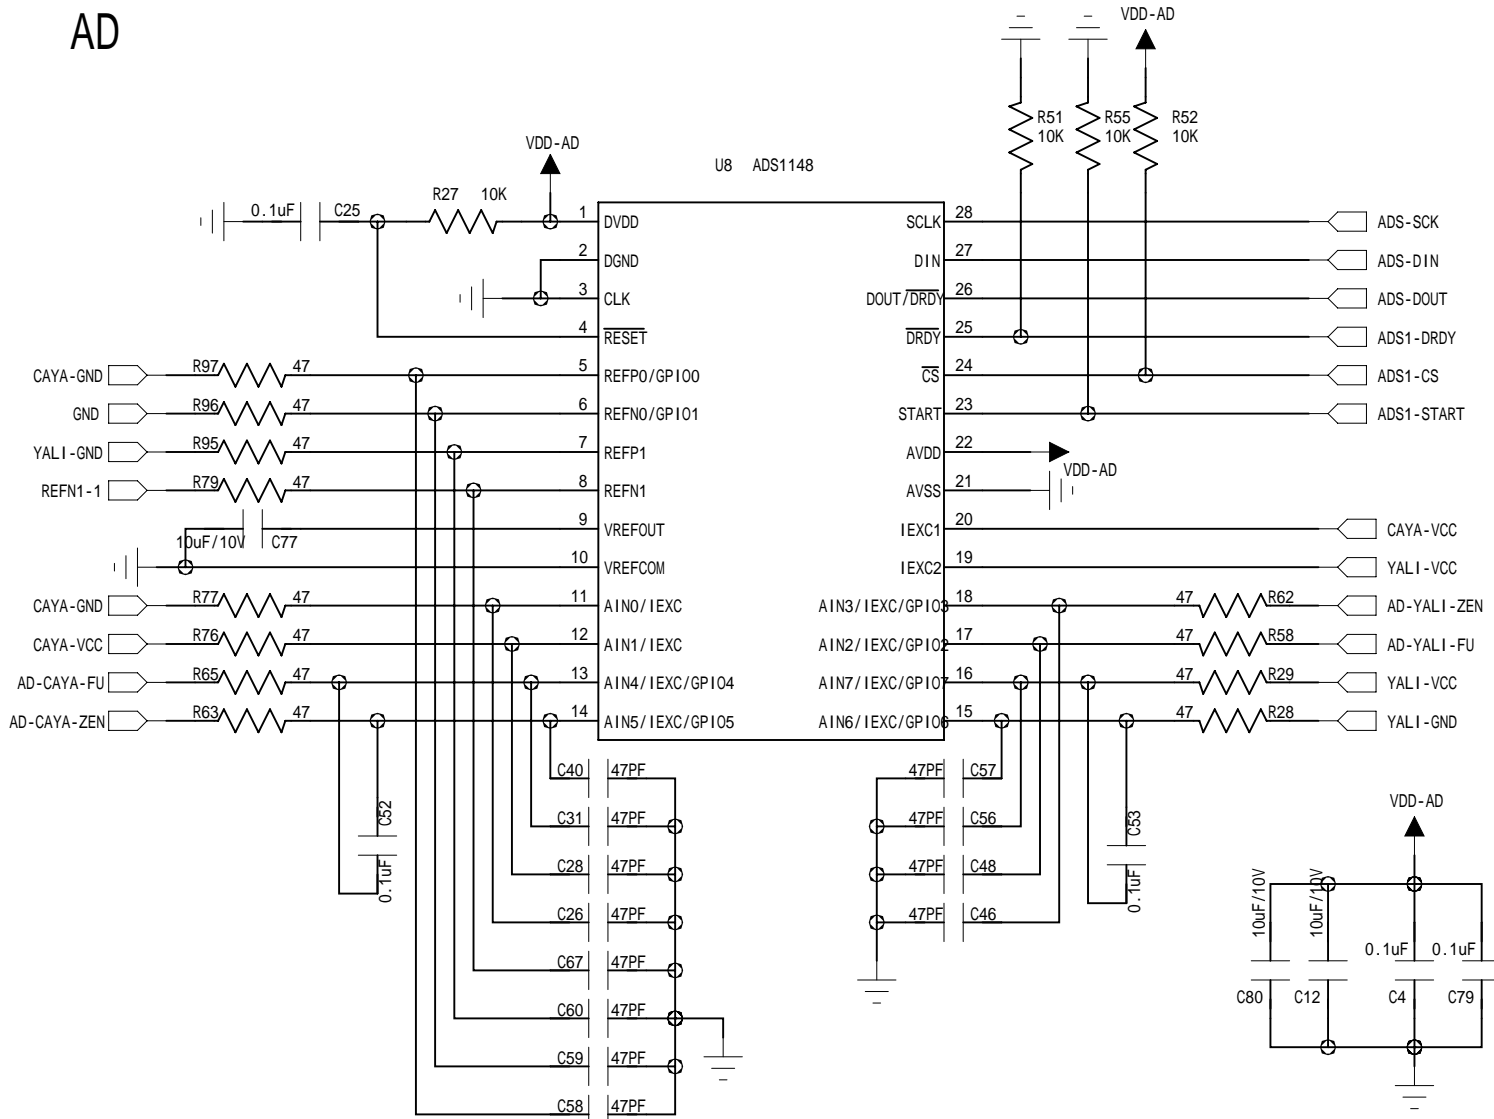 AD
VDD-AD
R51 10K
R55 10K
R52 10K
VDD-AD
U8 ADS1148
0.1uF C25
R27 10K
1 DVDD
2 DGND
3 CLK
4 RESET
CAYA-GND R97 47 5 REFP0/GPIO0
GND R96 47 6 REFN0/GPIO1
YALI-GND R95 47 7 REFP1
REFN1-1 R79 47 8 REFN1
10uF/10V C77 9 VREFOUT
10 VREFCOM
CAYA-GND R77 47 11 AIN0/IEXC
CAYA-VCC R76 47 12 AIN1/IEXC
AD-CAYA-FU R65 47 13 AIN4/IEXC/GPIO4
AD-CAYA-ZEN R63 47 14 AIN5/IEXC/GPIO5
SCLK 28 ADS-SCK
DIN 27 ADS-DIN
DOUT/DRDY 26 ADS-DOUT
DRDY 25 ADS1-DRDY
CS 24 ADS1-CS
START 23 ADS1-START
AVDD 22 VDD-AD
AVSS 21
IEXC1 20 CAYA-VCC
IEXC2 19 YALI-VCC
AIN3/IEXC/GPIO3 18 47 R62 AD-YALI-ZEN
AIN2/IEXC/GPIO2 17 47 R58 AD-YALI-FU
AIN7/IEXC/GPIO7 16 47 R29 YALI-VCC
AIN6/IEXC/GPIO6 15 47 R28 YALI-GND
C52 0.1uF
C40 47PF
C31 47PF
C28 47PF
C26 47PF
C67 47PF
C60 47PF
C59 47PF
C58 47PF
47PF C57
47PF C56
47PF C48
47PF C46
C53 0.1uF
VDD-AD
10uF/10V C80
10uF/10V C12
0.1uF C4
0.1uF C79